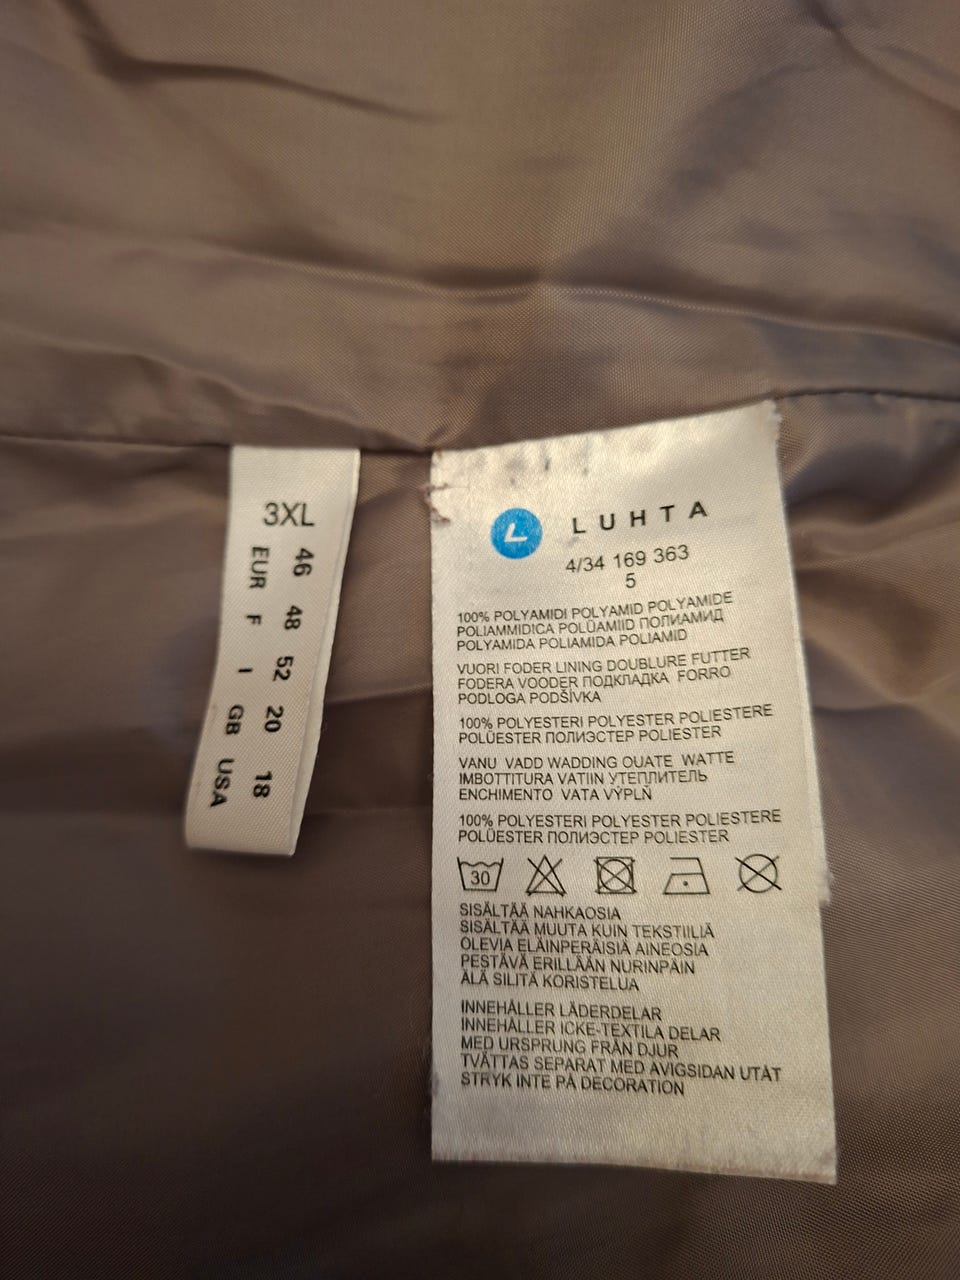 3XL
46 48 52 20 18
EUR F I GB USA
L LUHTA
4/34 169 363
5
100% POLYAMIDI POLYAMID POLYAMIDE
POLIAMMIDICA POLÜAMIID ПОЛИАМИД
POLYAMIDA POLIAMIDA POLIAMID
VUORI FODER LINING DOUBLURE FUTTER
FODERA VOODER ПОДКЛАДКА FORRO
PODLOGA PODŠÍVKA
100% POLYESTERI POLYESTER POLIESTERE
POLÜESTER ПОЛИЭСТЕР POLIESTER
VANU VADD WADDING OUATE WATTE
IMBOTTITURA VATIIN УТЕПЛИТЕЛЬ
ENCHIMENTO VATA VÝPLŇ
100% POLYESTERI POLYESTER POLIESTERE
POLÜESTER ПОЛИЭСТЕР POLIESTER
30
SISÄLTÄÄ NAHKAOSIA
SISÄLTÄÄ MUUTA KUIN TEKSTIILIÄ
OLEVIA ELÄINPERÄISIÄ AINEOSIA
PESTÄVÄ ERILLÄÄN NURINPÄIN
ÄLÄ SILITÄ KORISTELUA
INNEHÅLLER LÄDERDELAR
INNEHÅLLER ICKE-TEXTILA DELAR
MED URSPRUNG FRÅN DJUR
TVÄTTAS SEPARAT MED AVIGSIDAN UTÅT
STRYK INTE PÅ DECORATION